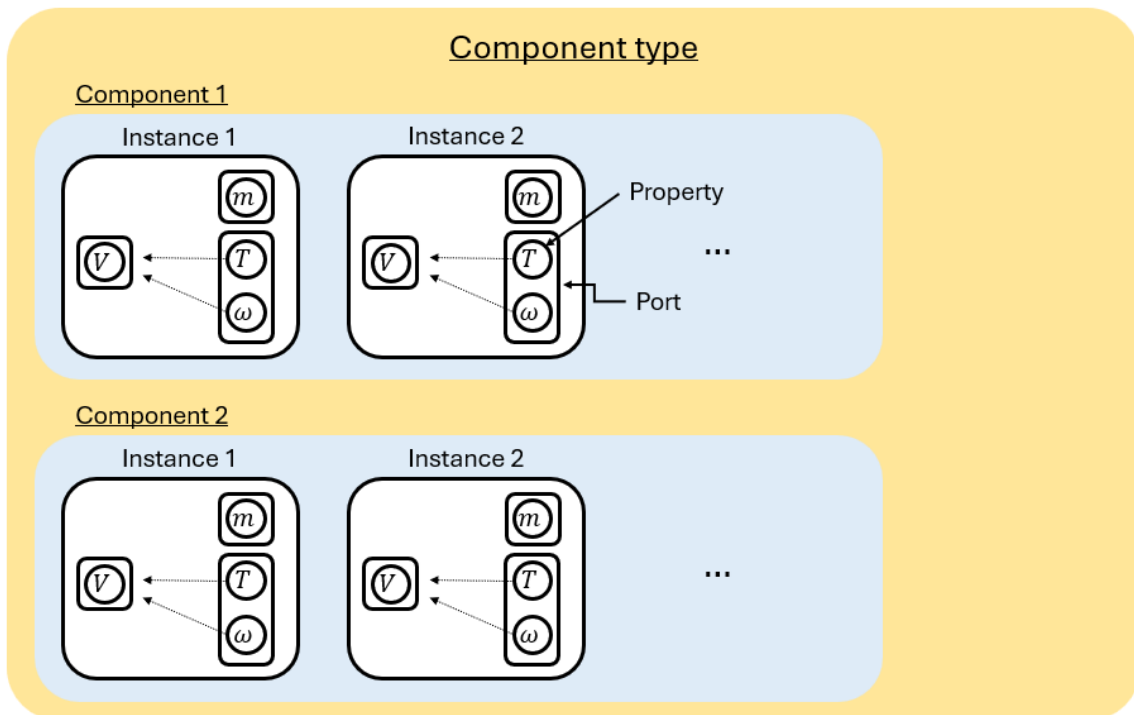 Component type
Component 1
Instance 1
Instance 2
m
m
Property
V
T
V
T
...
ω
ω
Port
Component 2
Instance 1
Instance 2
m
m
V
T
V
T
...
ω
ω